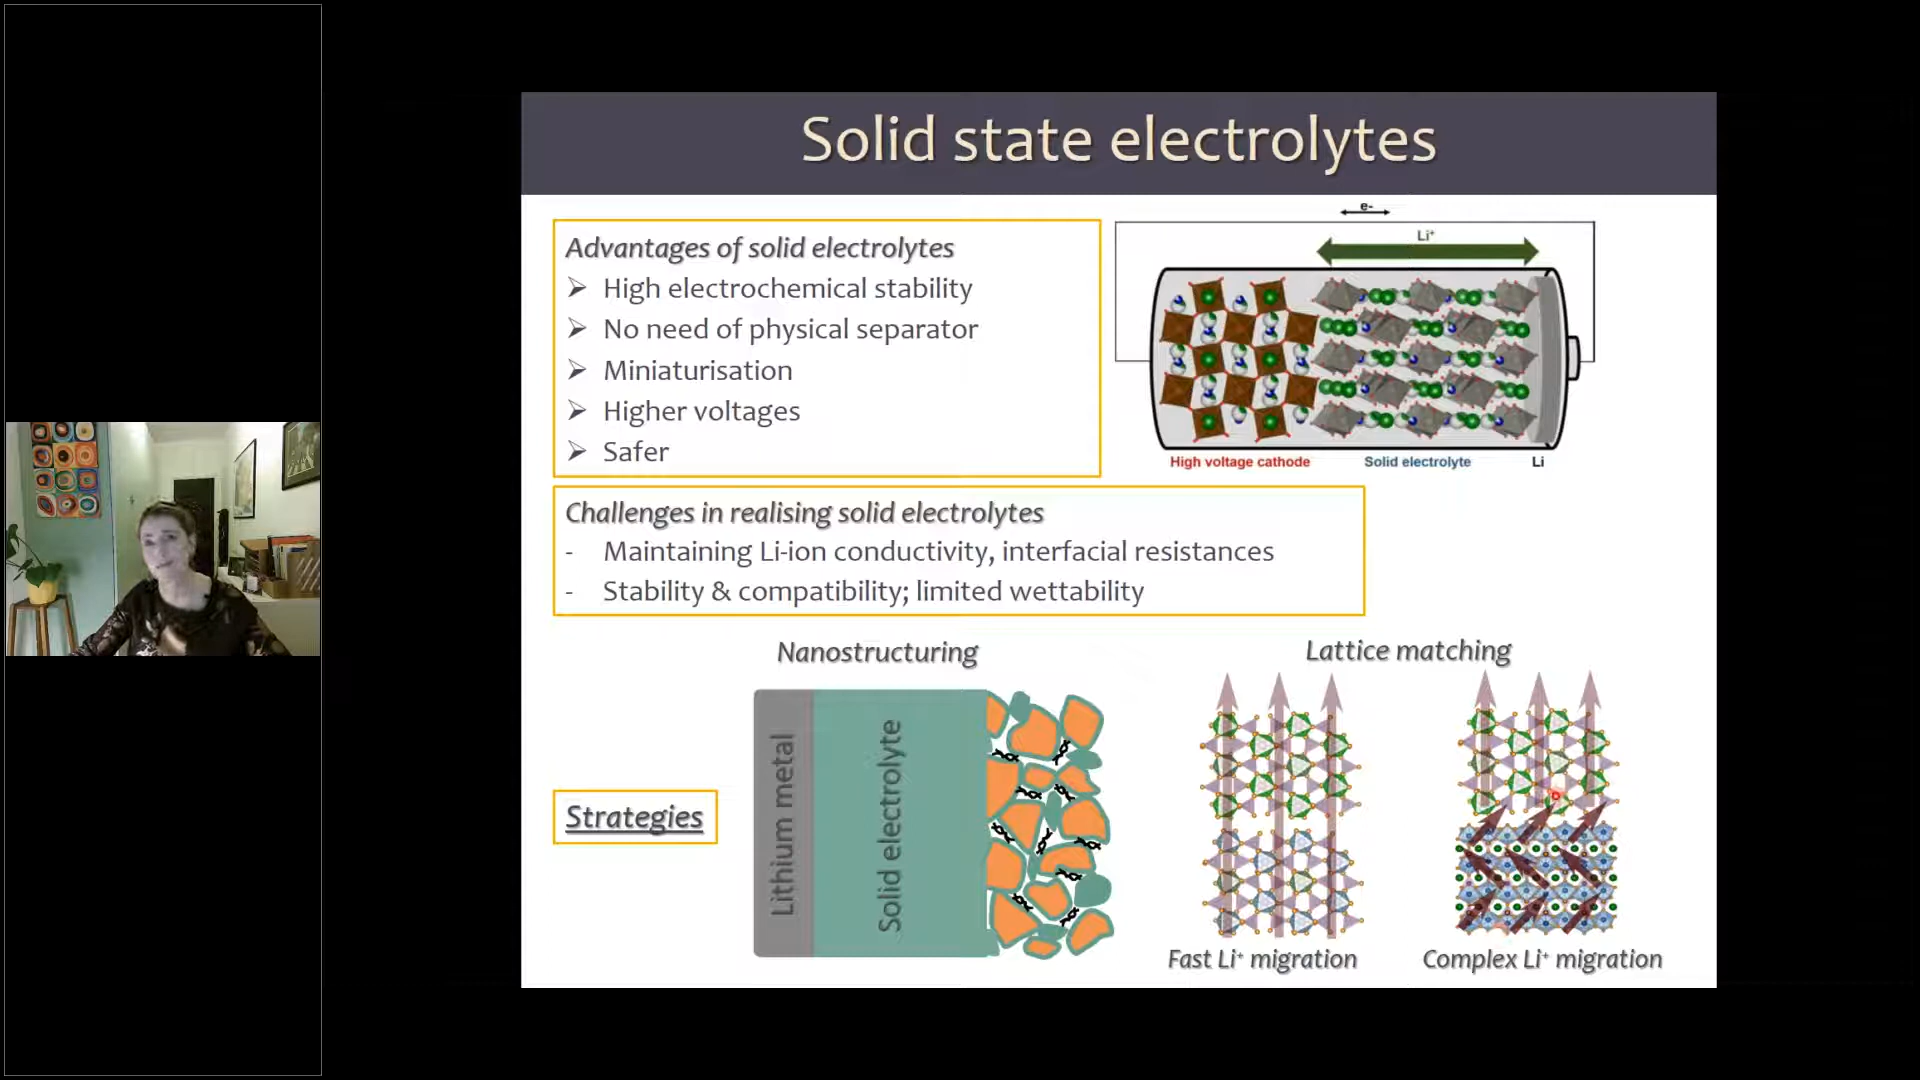 Solid state electrolytes
Advantages of solid electrolytes
➢ High electrochemical stability
➢ No need of physical separator
➢ Miniaturisation
➢ Higher voltages
➢ Safer
e-
Li⁺
High voltage cathode
Solid electrolyte
Li
Challenges in realising solid electrolytes
- Maintaining Li-ion conductivity, interfacial resistances
- Stability & compatibility; limited wettability
Nanostructuring
Lattice matching
Strategies
Lithium metal
Solid electrolyte
Fast Li⁺ migration
Complex Li⁺ migration